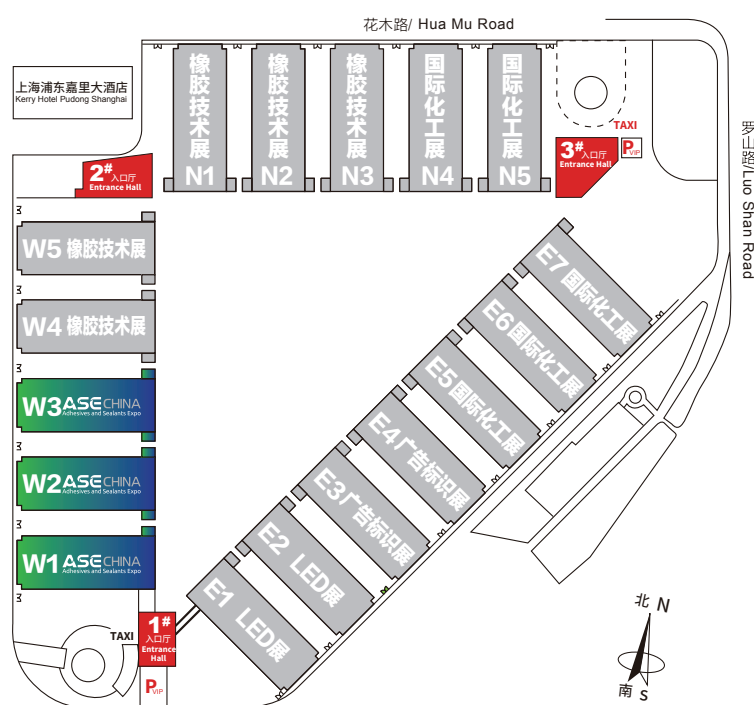 花木路/ Hua Mu Road
上海浦东嘉里大酒店
Kerry Hotel Pudong Shanghai
橡胶技术展
N1
橡胶技术展
N2
橡胶技术展
N3
国际化工展
N4
国际化工展
N5
TAXI
3#入口厅
Entrance Hall
PVIP
罗山路/Luo Shan Road
2#入口厅
Entrance Hall
W5 橡胶技术展
W4 橡胶技术展
W3 ASE CHINA
Adhesives and Sealants Expo
W2 ASE CHINA
Adhesives and Sealants Expo
W1 ASE CHINA
Adhesives and Sealants Expo
E7 国际化工展
E6 国际化工展
E5 国际化工展
E4 广告标识展
E3 广告标识展
E2 LED展
E1 LED展
TAXI
1#
入口厅
Entrance
Hall
PVIP
北 N
南 S